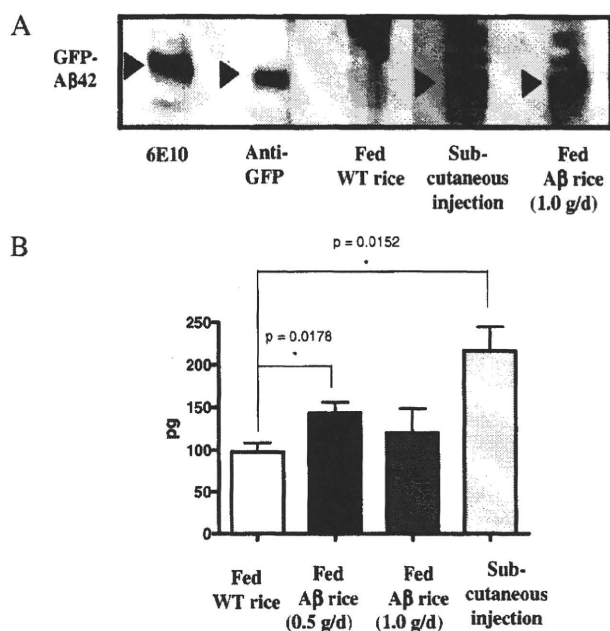 A
GFP-
Aβ42
6E10
Anti-
GFP
Fed
WT rice
Sub-
cutaneous
injection
Fed
Aβ rice
(1.0 g/d)
B
p = 0.0152
*
p = 0.0178
*
250
200
150
100
50
0
pg
Fed
WT rice
Fed
Aβ rice
(0.5 g/d)
Fed
Aβ rice
(1.0 g/d)
Sub-
cutaneous
injection